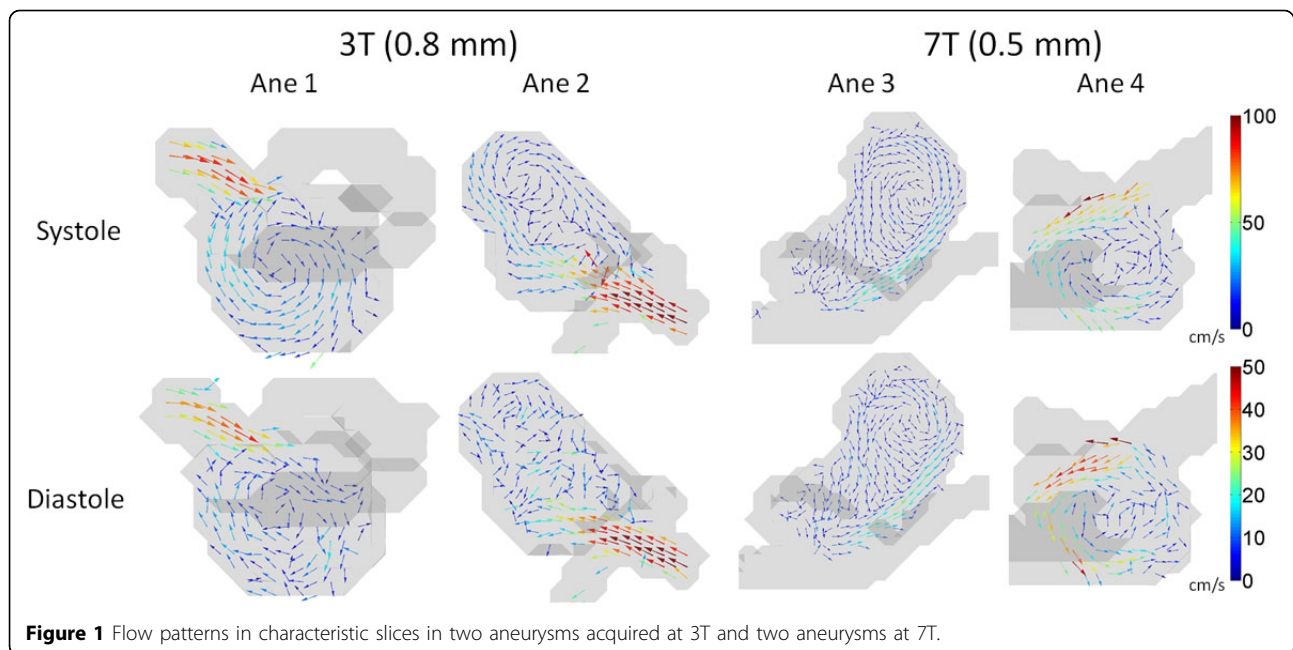 3T (0.8 mm) 7T (0.5 mm)
Ane 1 Ane 2 Ane 3 Ane 4
Systole
100
50
0
cm/s
Diastole
50
40
30
20
10
0
cm/s
Figure 1 Flow patterns in characteristic slices in two aneurysms acquired at 3T and two aneurysms at 7T.